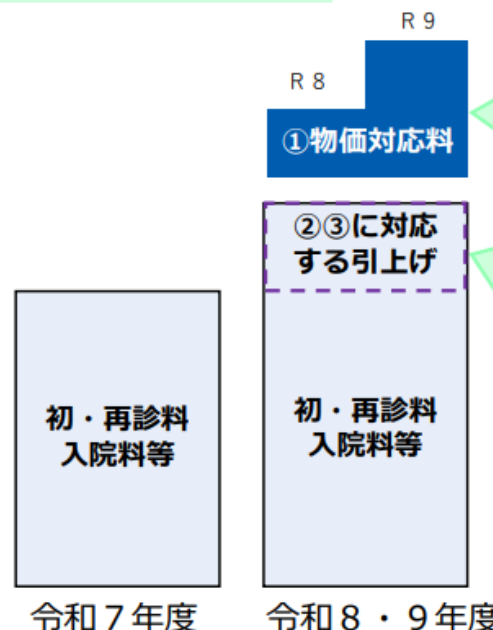 R 9
R 8
①物価対応料
②③に対応
する引上げ
初・再診料
入院料等
初・再診料
入院料等
令和7年度
令和8・9年度